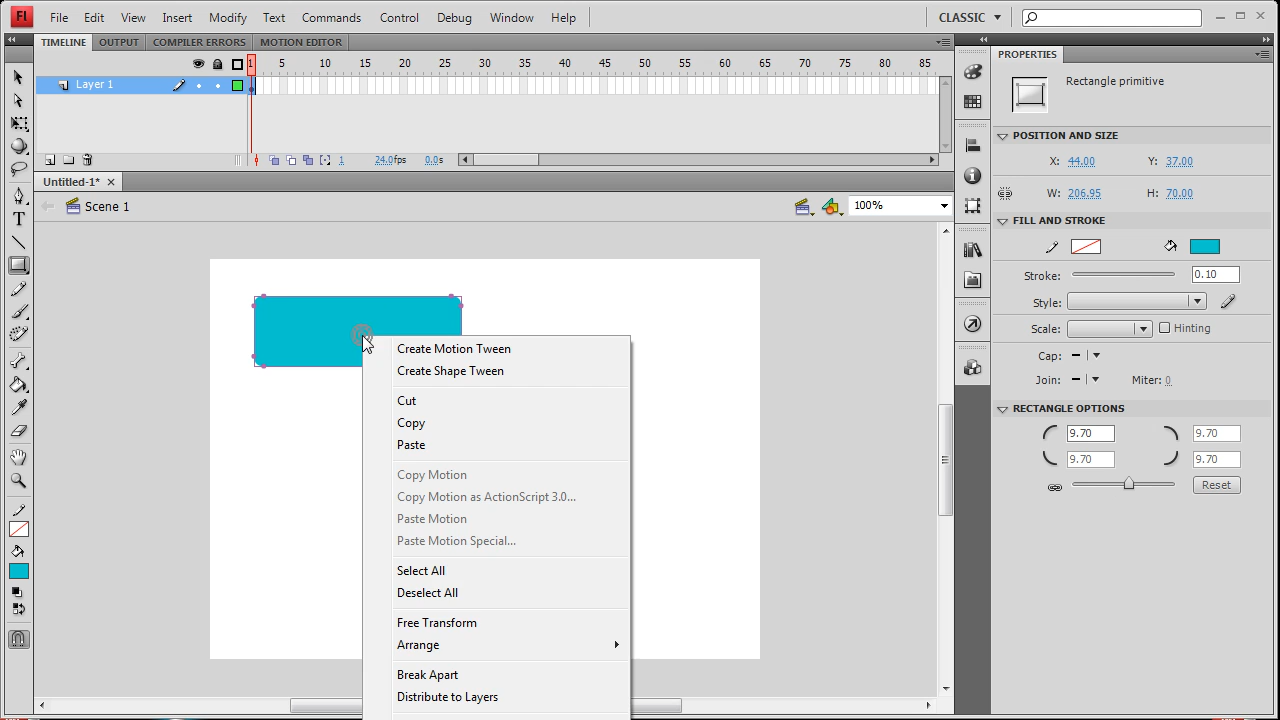 Fl File Edit View Insert Modify Text Commands Control Debug Window Help CLASSIC
TIMELINE OUTPUT COMPILER ERRORS MOTION EDITOR
1 10 15 20 25 30 35 40 45 50 55 60 65 70 75 80 85
Layer 1
1 24.0fps 0.0s
Untitled-1*
Scene 1 100%
Create Motion Tween
Create Shape Tween
Cut
Copy
Paste
Copy Motion
Copy Motion as ActionScript 3.0...
Paste Motion
Paste Motion Special...
Select All
Deselect All
Free Transform
Arrange
Break Apart
Distribute to Layers
PROPERTIES
Rectangle primitive
POSITION AND SIZE
X: 44.00 Y: 37.00
W: 206.95 H: 70.00
FILL AND STROKE
Stroke: 0.10
Style:
Scale: Hinting
Cap:
Join: Miter: 0
RECTANGLE OPTIONS
9.70 9.70
9.70 9.70
Reset